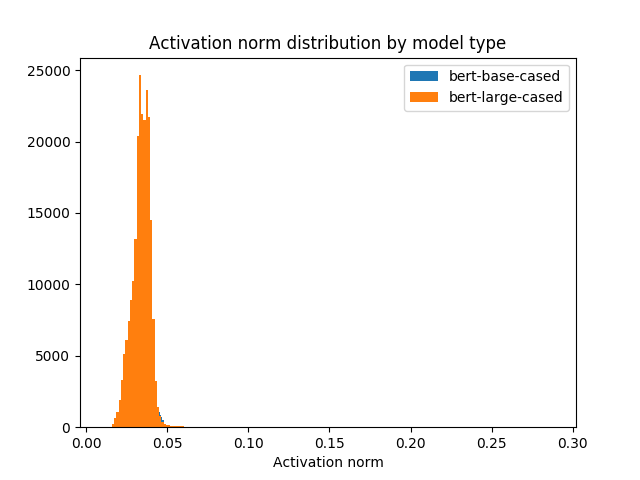 Activation norm distribution by model type
bert-base-cased
bert-large-cased
25000
20000
15000
10000
5000
0
0.00 0.05 0.10 0.15 0.20 0.25 0.30
Activation norm